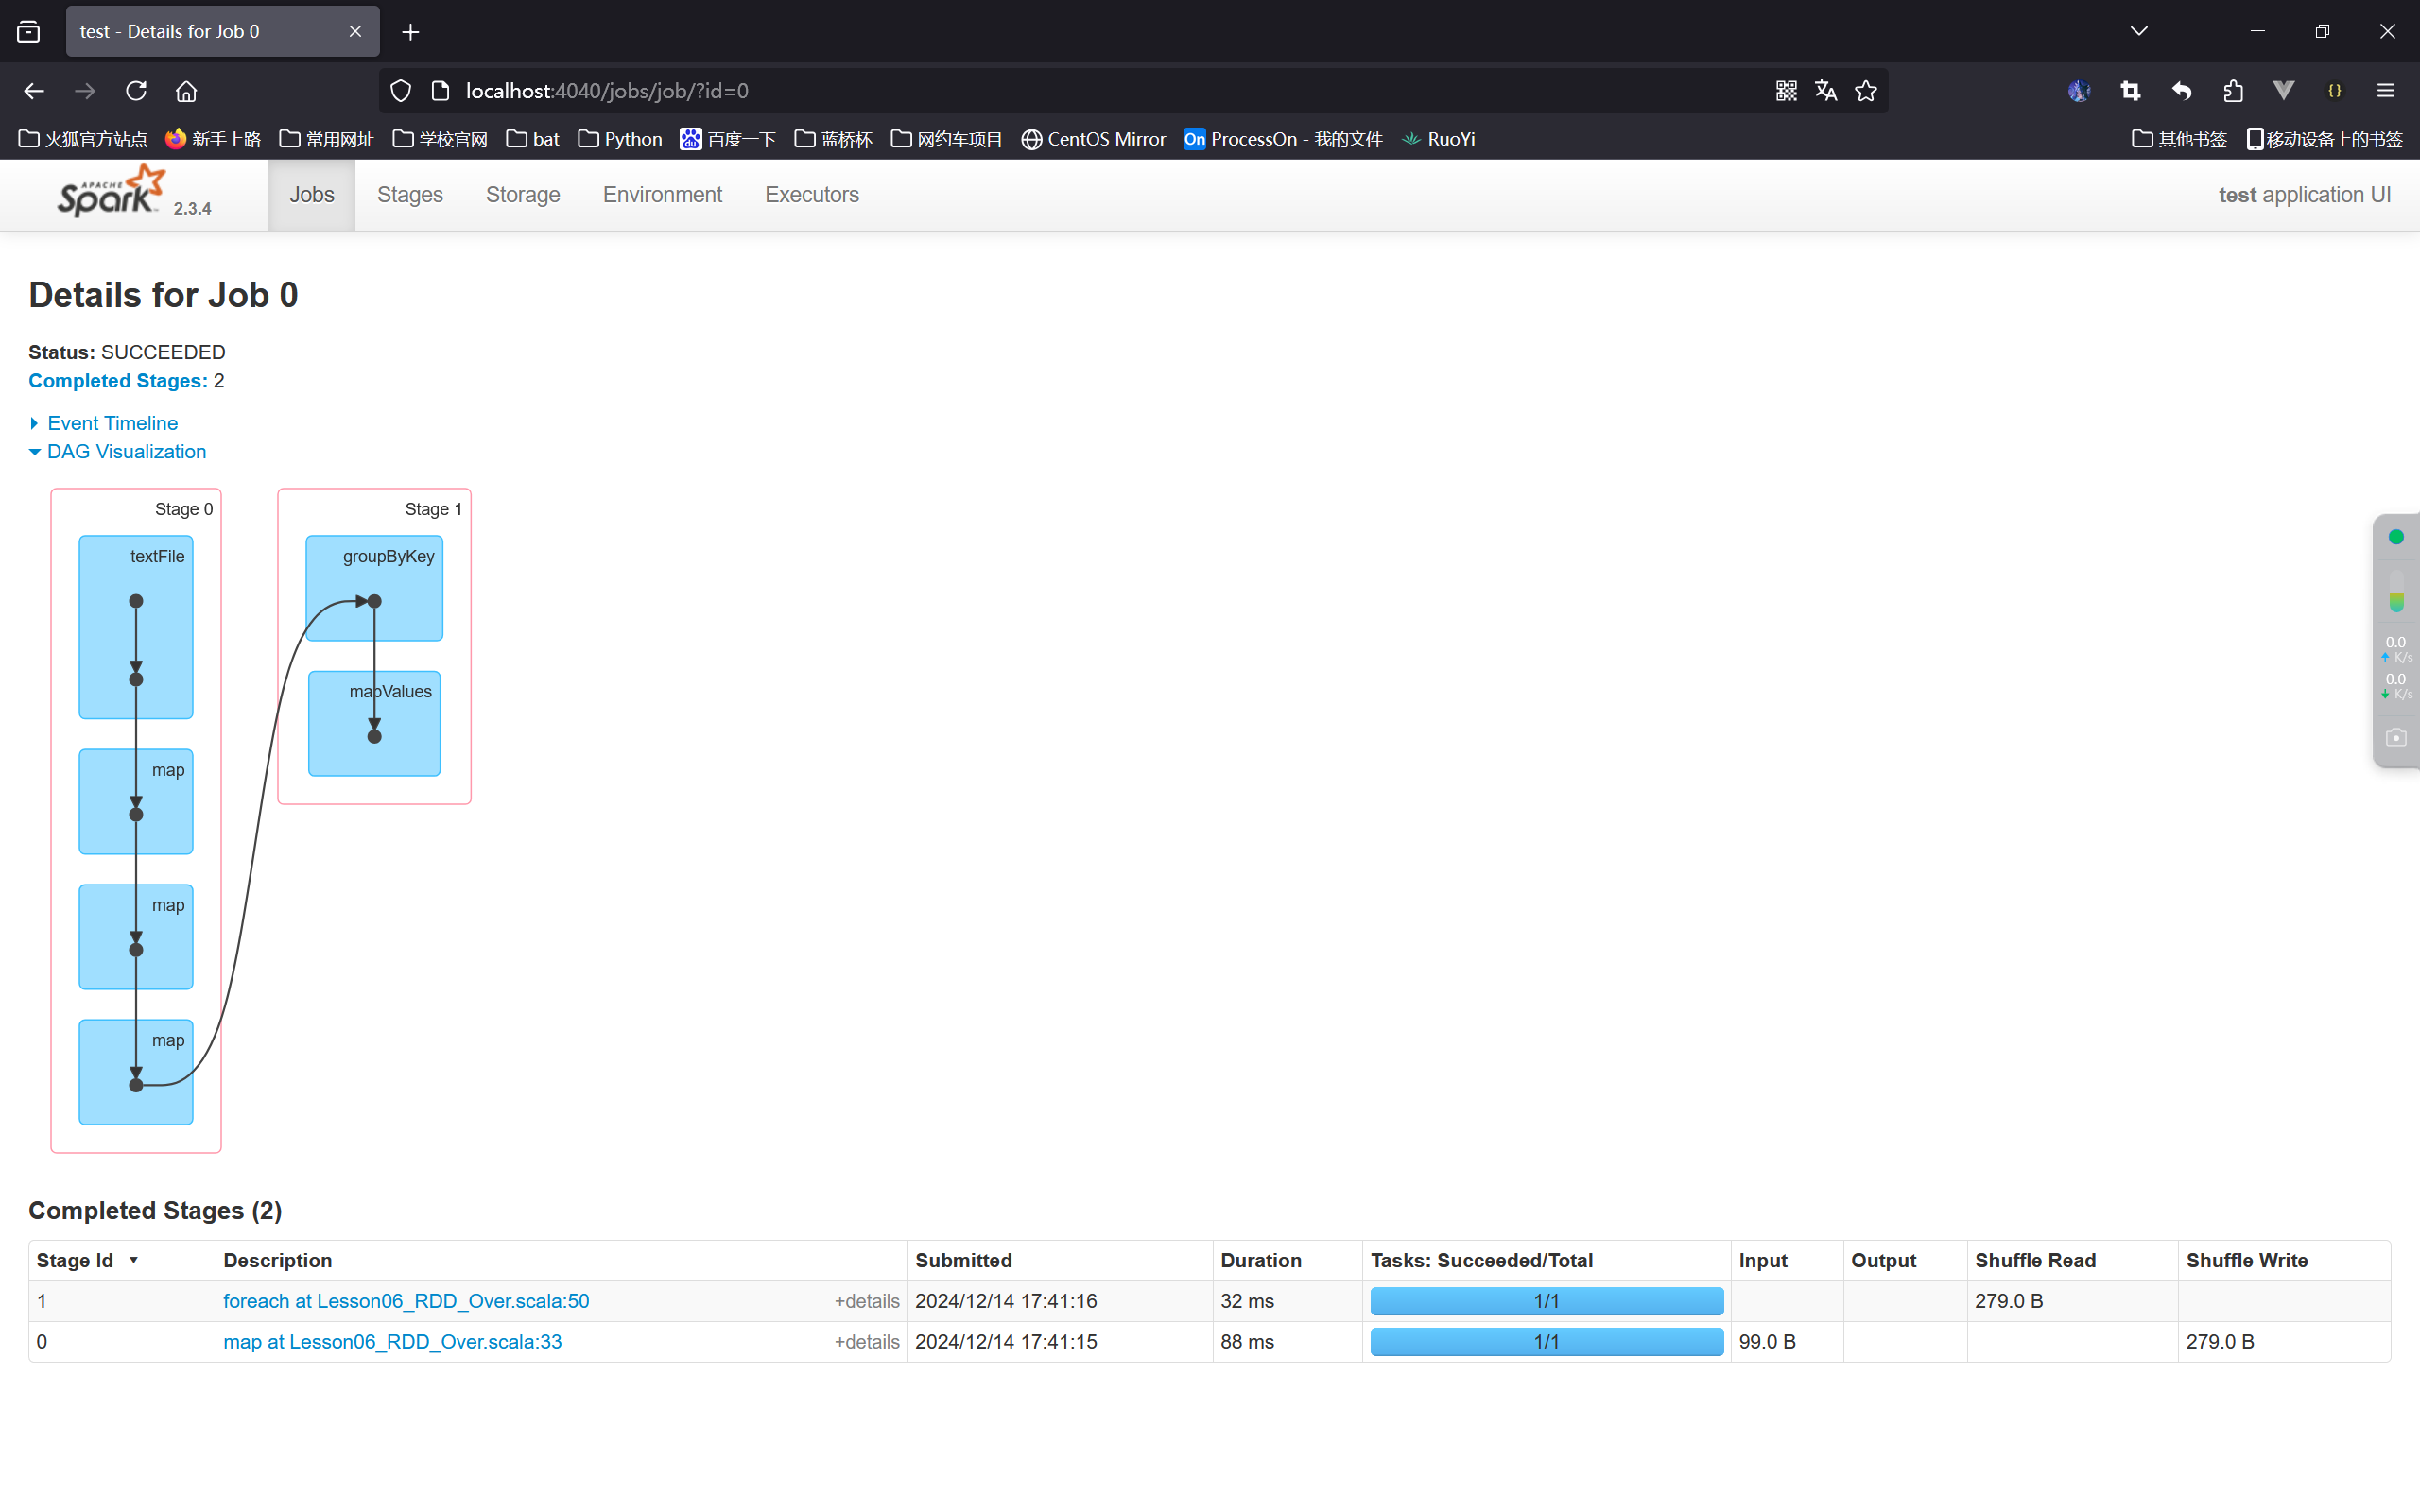 test - Details for Job 0
localhost:4040/jobs/job/?id=0
火狐官方站点 新手上路 常用网址 学校官网 bat Python 百度一下 蓝桥杯 网约车项目 CentOS Mirror On ProcessOn - 我的文件 RuoYi 其他书签 移动设备上的书签
APACHE Spark 2.3.4 Jobs Stages Storage Environment Executors test application UI
Details for Job 0
Status: SUCCEEDED
Completed Stages: 2
Event Timeline
DAG Visualization
Stage 0
textFile
map
map
map
Stage 1
groupByKey
mapValues
0.0
K/s
0.0
K/s
Completed Stages (2)
Stage Id Description Submitted Duration Tasks: Succeeded/Total Input Output Shuffle Read Shuffle Write
1 foreach at Lesson06_RDD_Over.scala:50 +details 2024/12/14 17:41:16 32 ms 1/1 279.0 B
0 map at Lesson06_RDD_Over.scala:33 +details 2024/12/14 17:41:15 88 ms 1/1 99.0 B 279.0 B